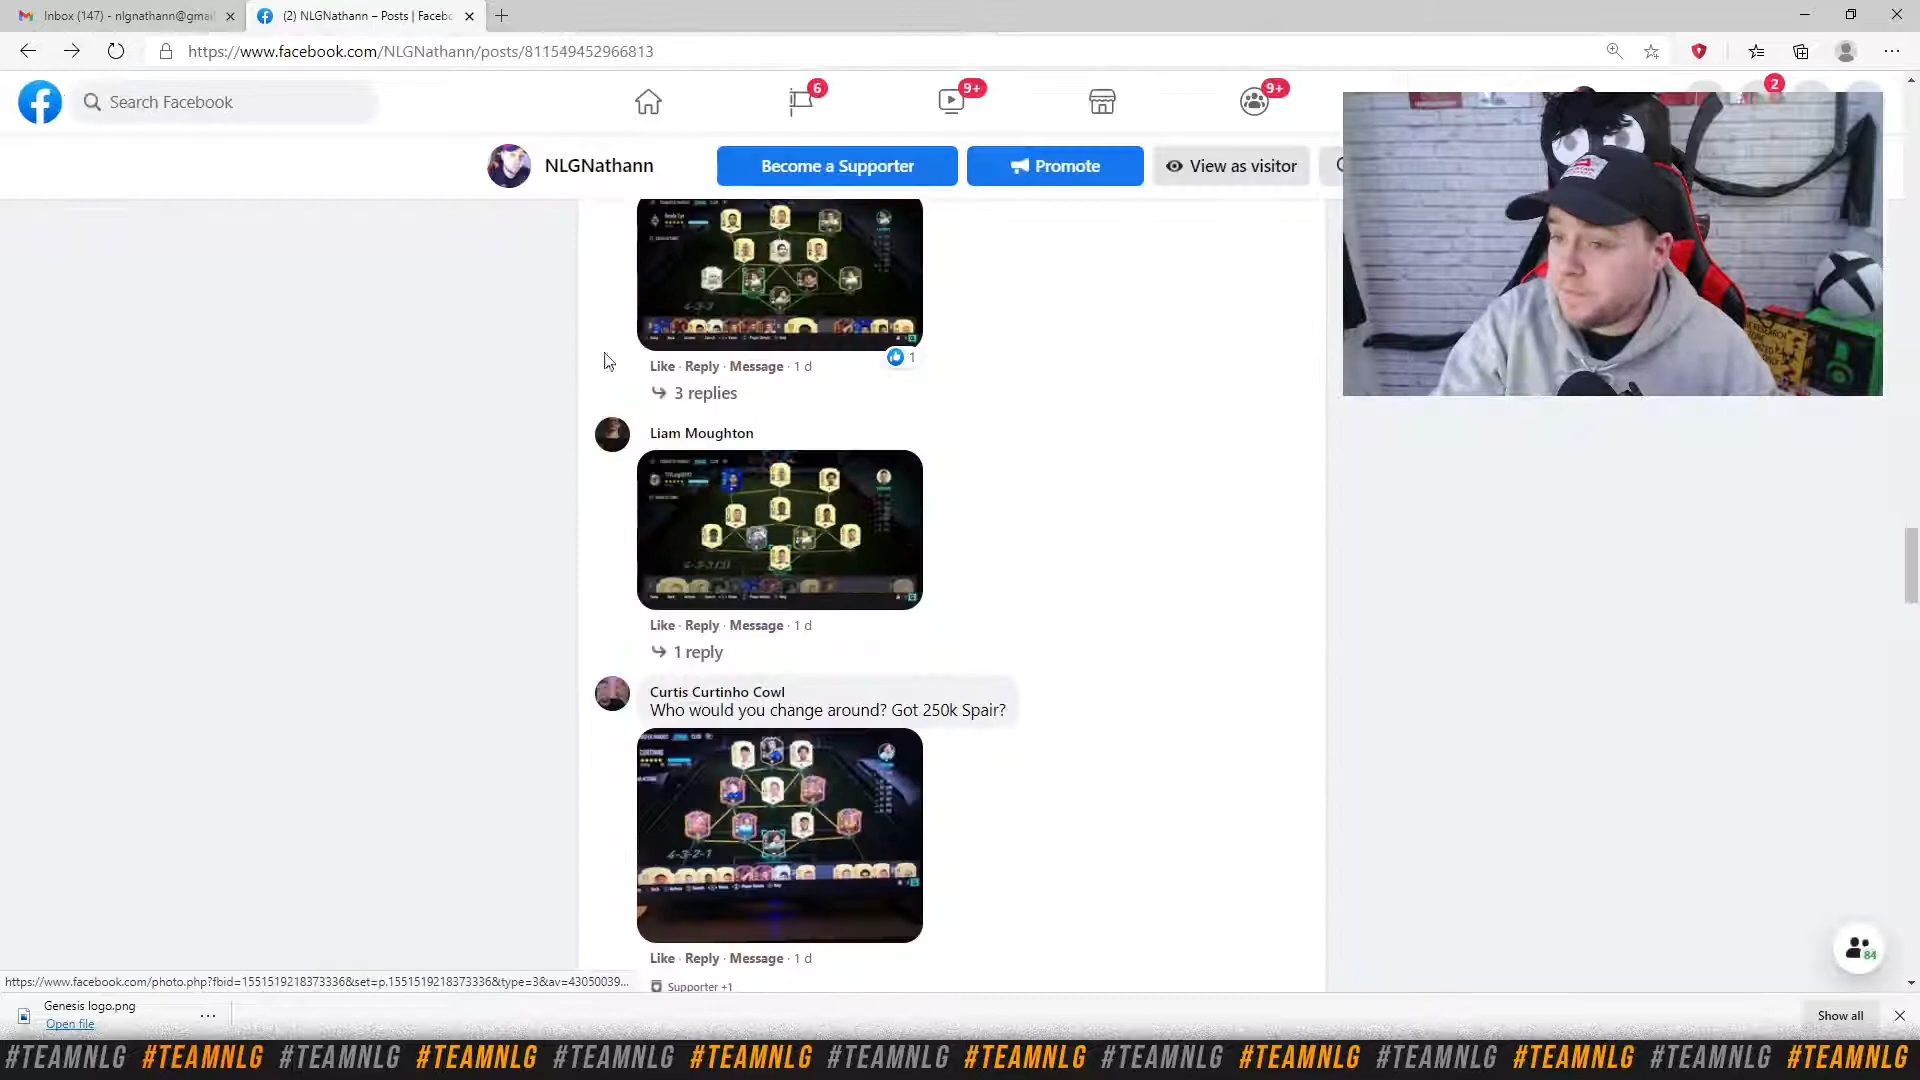 Inbox (147) - nlgnathann@gmai
(2) NLGNathann – Posts | Facebo
https://www.facebook.com/NLGNathann/posts/811549452966813
Search Facebook
6
9+
9+
2
NLGNathann
Become a Supporter
Promote
View as visitor
4-3-3
1
Like · Reply · Message · 1 d
3 replies
Liam Moughton
4-3-3(3)
Like · Reply · Message · 1 d
1 reply
Curtis Curtinho Cowl
Who would you change around? Got 250k Spair?
4-3-2-1
Like · Reply · Message · 1 d
Supporter +1
84
https://www.facebook.com/photo.php?fbid=1551519218373336&set=p.1551519218373336&type=3&av=43050039...
Genesis logo.png
Open file
Show all
#TEAMNLG #TEAMNLG #TEAMNLG #TEAMNLG #TEAMNLG #TEAMNLG #TEAMNLG #TEAMNLG #TEAMNLG #TEAMNLG #TEAMNLG #TEAMNLG #TEAMNLG #TEAMNLG